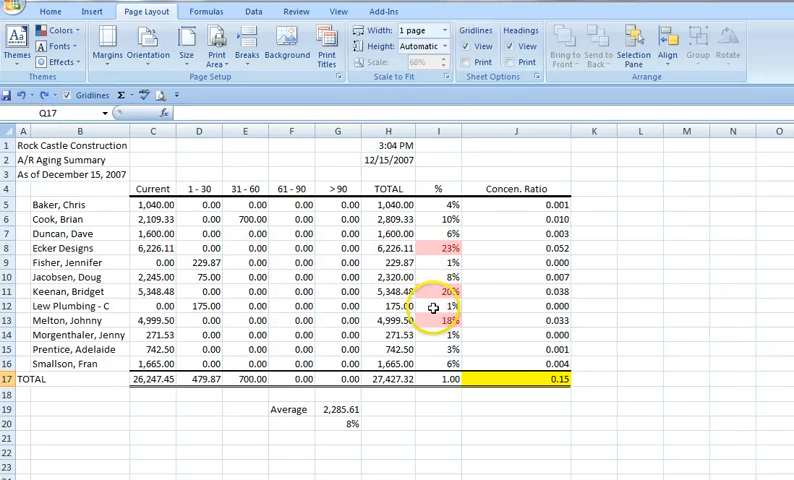 Home Insert Page Layout Formulas Data Review View Add-Ins
Themes Colors Fonts Effects Margins Orientation Size Print Area Breaks Background Print Titles Width: 1 page Height: Automatic Scale: 68% Gridlines View Print Headings View Print Bring to Front Send to Back Selection Pane Align Group Rotate
Themes Page Setup Scale to Fit Sheet Options Arrange
Gridlines Σ
Q17 fx
A B C D E F G H I J K L M N O
1 Rock Castle Construction 3:04 PM
2 A/R Aging Summary 12/15/2007
3 As of December 15, 2007
4 Current 1 - 30 31 - 60 61 - 90 > 90 TOTAL % Concen. Ratio
5 Baker, Chris 1,040.00 0.00 0.00 0.00 0.00 1,040.00 4% 0.001
6 Cook, Brian 2,109.33 0.00 700.00 0.00 0.00 2,809.33 10% 0.010
7 Duncan, Dave 1,600.00 0.00 0.00 0.00 0.00 1,600.00 6% 0.003
8 Ecker Designs 6,226.11 0.00 0.00 0.00 0.00 6,226.11 23% 0.052
9 Fisher, Jennifer 0.00 229.87 0.00 0.00 0.00 229.87 1% 0.000
10 Jacobsen, Doug 2,245.00 75.00 0.00 0.00 0.00 2,320.00 8% 0.007
11 Keenan, Bridget 5,348.48 0.00 0.00 0.00 0.00 5,348.48 20% 0.038
12 Lew Plumbing - C 0.00 175.00 0.00 0.00 0.00 175.00 1% 0.000
13 Melton, Johnny 4,999.50 0.00 0.00 0.00 0.00 4,999.50 18% 0.033
14 Morgenthaler, Jenny 271.53 0.00 0.00 0.00 0.00 271.53 1% 0.000
15 Prentice, Adelaide 742.50 0.00 0.00 0.00 0.00 742.50 3% 0.001
16 Smallson, Fran 1,665.00 0.00 0.00 0.00 0.00 1,665.00 6% 0.004
17 TOTAL 26,247.45 479.87 700.00 0.00 0.00 27,427.32 1.00 0.15
18
19 Average 2,285.61
20 8%
21
22
23